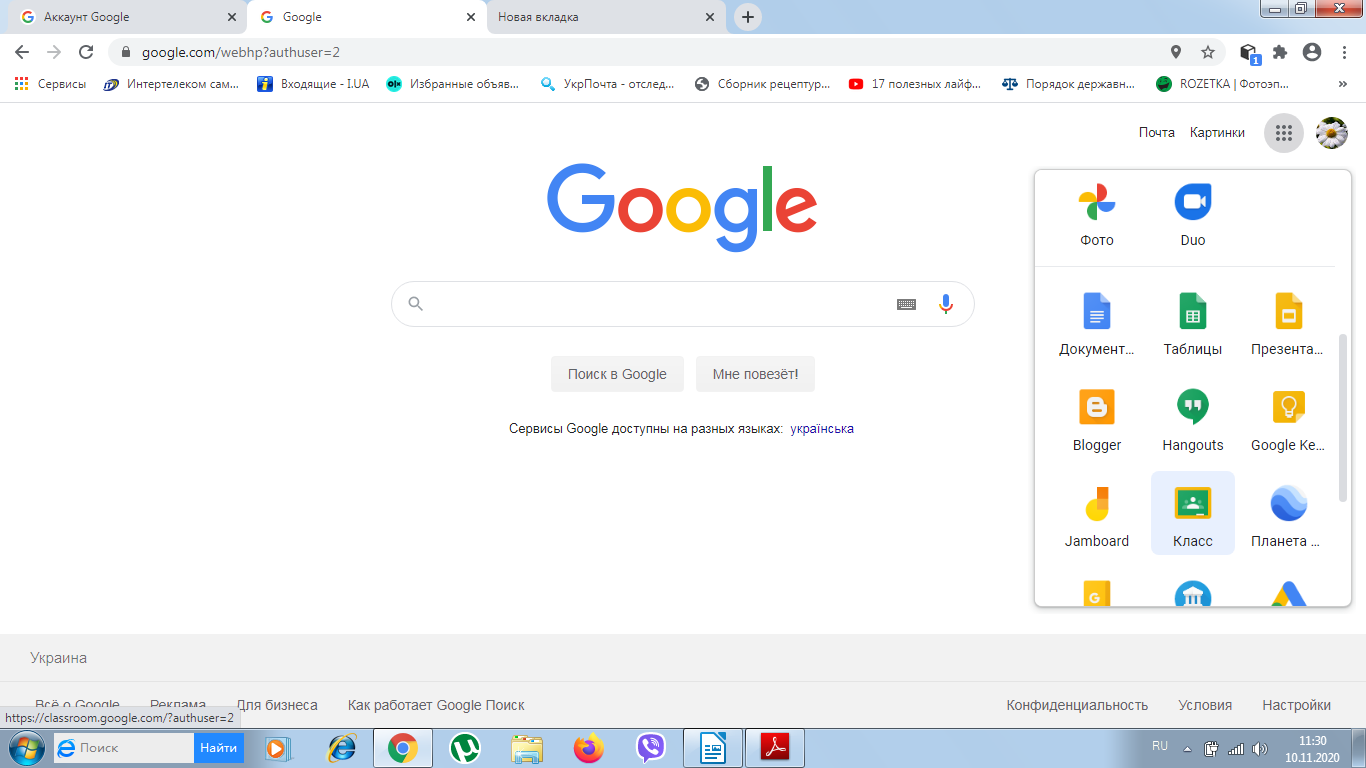 Аккаунт Google
Google
Новая вкладка
google.com/webhp?authuser=2
Сервисы
Интертелеком сам...
Входящие - I.UA
Избранные объяв...
УкрПочта - отслед...
Сборник рецептур...
17 полезных лайф...
Порядок державн...
ROZETKA | Фотоэп...
»
1
Почта Картинки
Google
Фото Duo
Документ... Таблицы Презента...
Blogger Hangouts Google Ke...
Jamboard Класс Планета ...
G
Поиск в Google Мне повезёт!
Сервисы Google доступны на разных языках: українська
Украина
Всё о Google Реклама Для бизнеса Как работает Google Поиск
Конфиденциальность Условия Настройки
https://classroom.google.com/?authuser=2
Поиск Найти
RU
11:30
10.11.2020